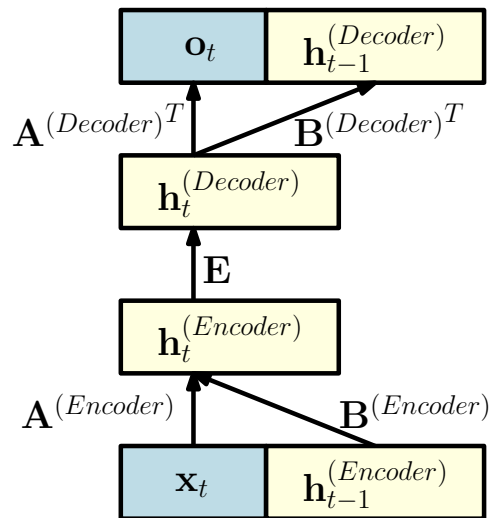 o_t h_{t-1}^{(Decoder)}
A^{(Decoder)^T} B^{(Decoder)^T}
h_t^{(Decoder)}
E
h_t^{(Encoder)}
A^{(Encoder)} B^{(Encoder)}
x_t h_{t-1}^{(Encoder)}